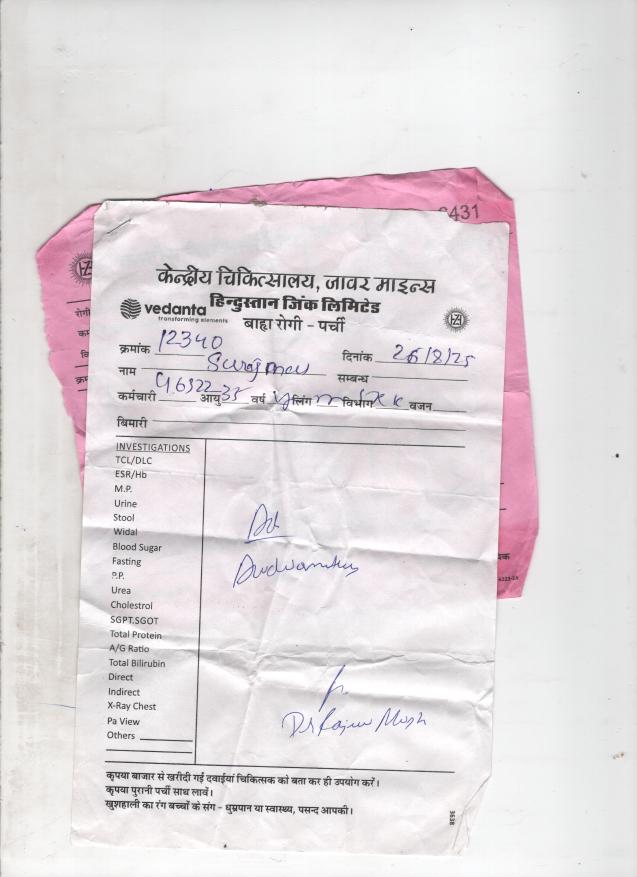 6431
केन्द्रीय चिकित्सालय, जावर माइन्स
हिन्दुस्तान जिंक लिमिटेड
vedanta
transforming elements
बाह्य रोगी - पर्ची
क्रमांक 12340 दिनांक 26/8/25
नाम Surajmal सम्बन्ध
कर्मचारी आयु 35 वर्ष लिंग m विभाग वजन
बिमारी
INVESTIGATIONS
TCL/DLC
ESR/Hb
M.P.
Urine
Stool
Widal
Blood Sugar
Fasting
P.P.
Urea
Cholestrol
SGPT.SGOT
Total Protein
A/G Ratio
Total Bilirubin
Direct
Indirect
X-Ray Chest
Pa View
Others
Adv
Dr Rajeev
कृपया बाजार से खरीदी गई दवाईयां चिकित्सक को बता कर ही उपयोग करें।
कृपया पुरानी पर्ची साथ लावें।
खुशहाली का रंग बच्चों के संग - धुम्रपान या स्वास्थ्य, पसन्द आपकी।
3638